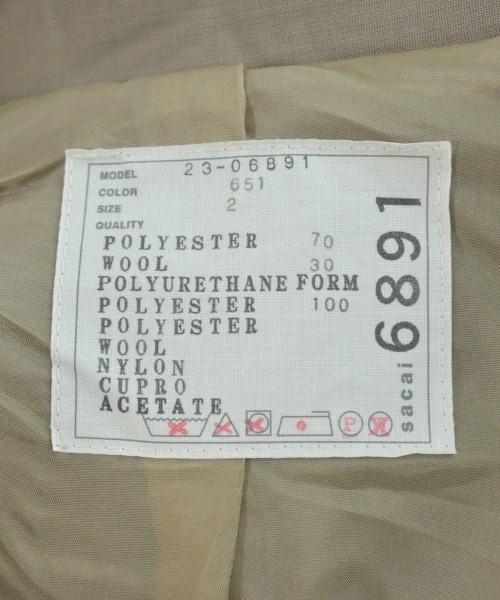 MODEL 23-06891
COLOR 651
SIZE 2
QUALITY
POLYESTER 70
WOOL 30
POLYURETHANE FORM
POLYESTER 100
POLYESTER
WOOL
NYLON
CUPRO
ACETATE
P W
sacai 6891